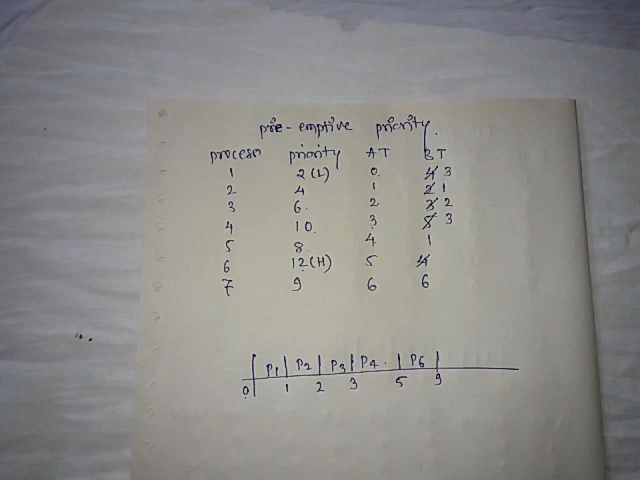 pre-emptive priority.
process priority AT BT
1 2(L) 0 4 3
2 4 1 2 1
3 6 2 3 2
4 10 3 5 3
5 8 4 1
6 12(H) 5 4
7 9 6 6
P1 P2 P3 P4 P6
0 1 2 3 5 9